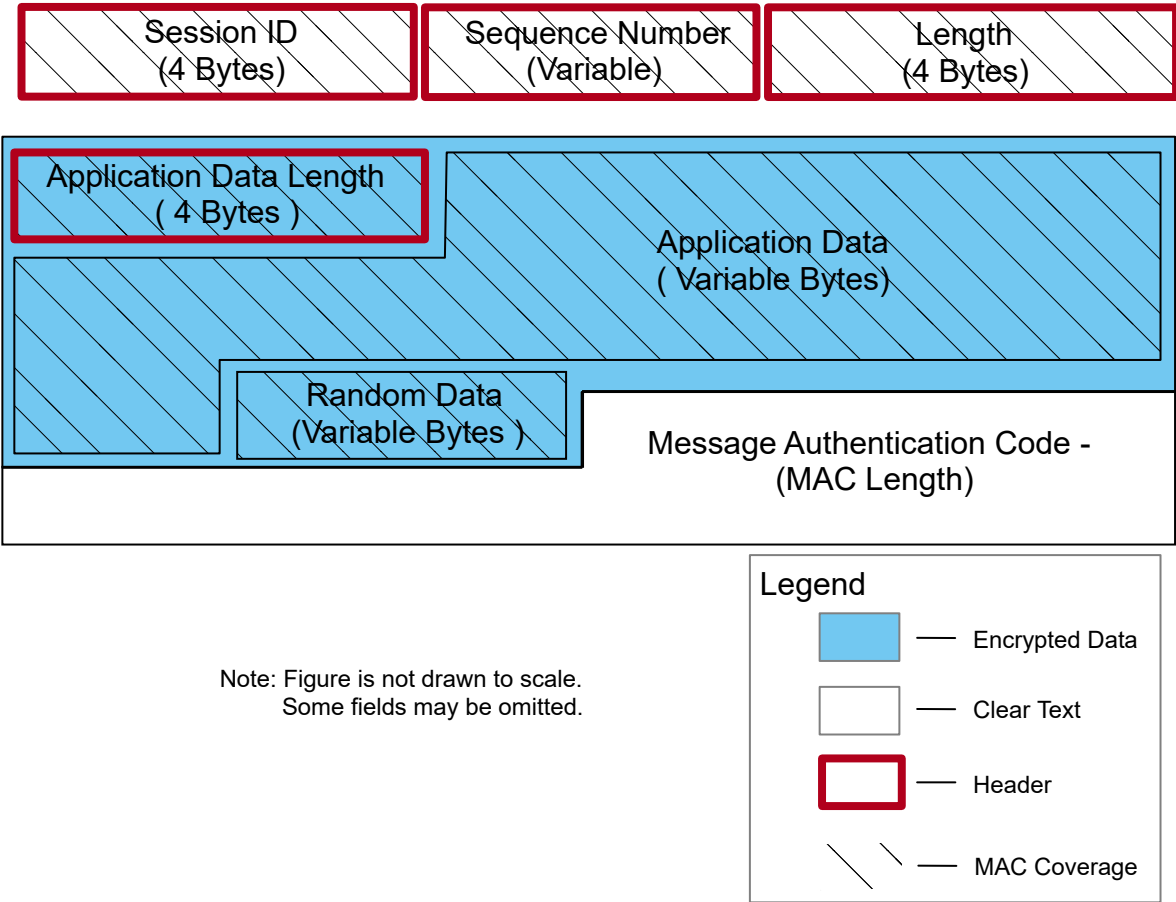 Session ID
(4 Bytes)
Sequence Number
(Variable)
Length
(4 Bytes)
Application Data Length
( 4 Bytes )
Application Data
( Variable Bytes)
Random Data
(Variable Bytes )
Message Authentication Code -
(MAC Length)
Legend
Encrypted Data
Clear Text
Header
MAC Coverage
Note: Figure is not drawn to scale.
Some fields may be omitted.